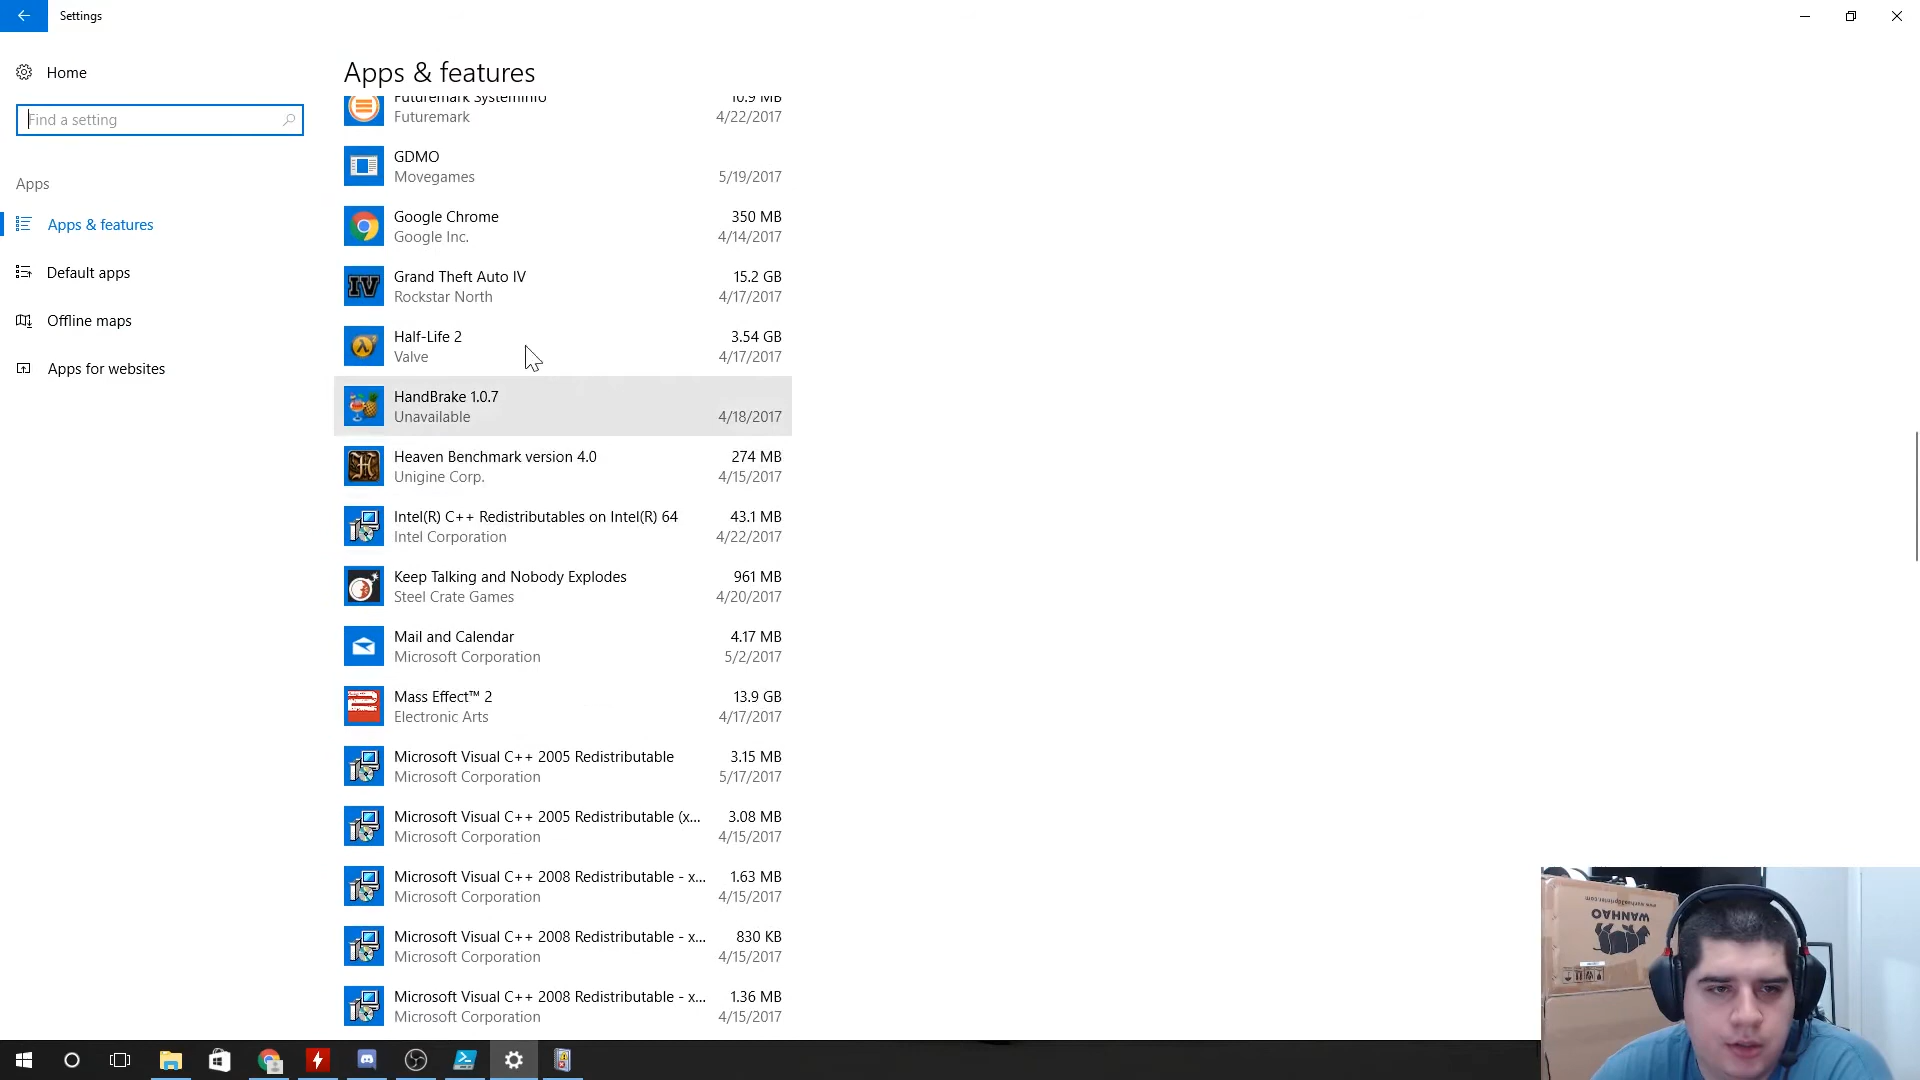 Settings
Home
Find a setting
Apps
Apps & features
Default apps
Offline maps
Apps for websites
Apps & features
Futuremark SystemInfo 10.9 MB
Futuremark 4/22/2017
GDMO
Movegames 5/19/2017
Google Chrome 350 MB
Google Inc. 4/14/2017
Grand Theft Auto IV 15.2 GB
Rockstar North 4/17/2017
Half-Life 2 3.54 GB
Valve 4/17/2017
HandBrake 1.0.7
Unavailable 4/18/2017
Heaven Benchmark version 4.0 274 MB
Unigine Corp. 4/15/2017
Intel(R) C++ Redistributables on Intel(R) 64 43.1 MB
Intel Corporation 4/22/2017
Keep Talking and Nobody Explodes 961 MB
Steel Crate Games 4/20/2017
Mail and Calendar 4.17 MB
Microsoft Corporation 5/2/2017
Mass Effect™ 2 13.9 GB
Electronic Arts 4/17/2017
Microsoft Visual C++ 2005 Redistributable 3.15 MB
Microsoft Corporation 5/17/2017
Microsoft Visual C++ 2005 Redistributable (x... 3.08 MB
Microsoft Corporation 4/15/2017
Microsoft Visual C++ 2008 Redistributable - x... 1.63 MB
Microsoft Corporation 4/15/2017
Microsoft Visual C++ 2008 Redistributable - x... 830 KB
Microsoft Corporation 4/15/2017
Microsoft Visual C++ 2008 Redistributable - x... 1.36 MB
Microsoft Corporation 4/15/2017
WANHAO